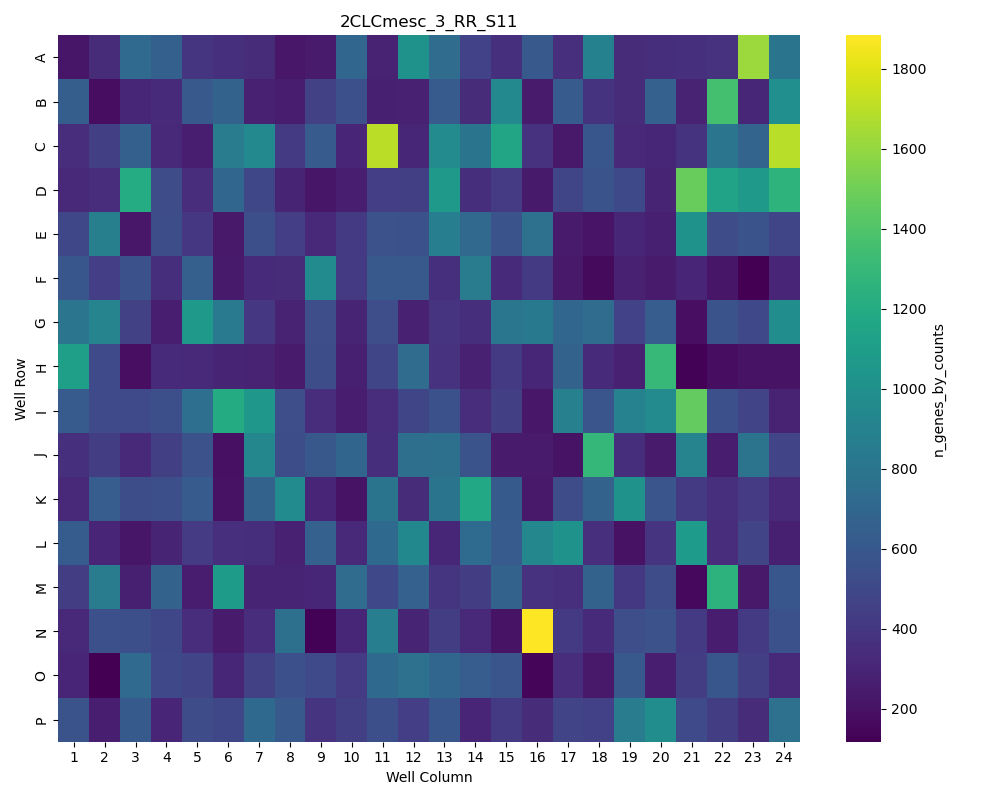 2CLCmesc_3_RR_S11
Well Row
A
B
C
D
E
F
G
H
I
J
K
L
M
N
O
P
1 2 3 4 5 6 7 8 9 10 11 12 13 14 15 16 17 18 19 20 21 22 23 24
Well Column
1800
1600
1400
1200
1000
800
600
400
200
n_genes_by_counts